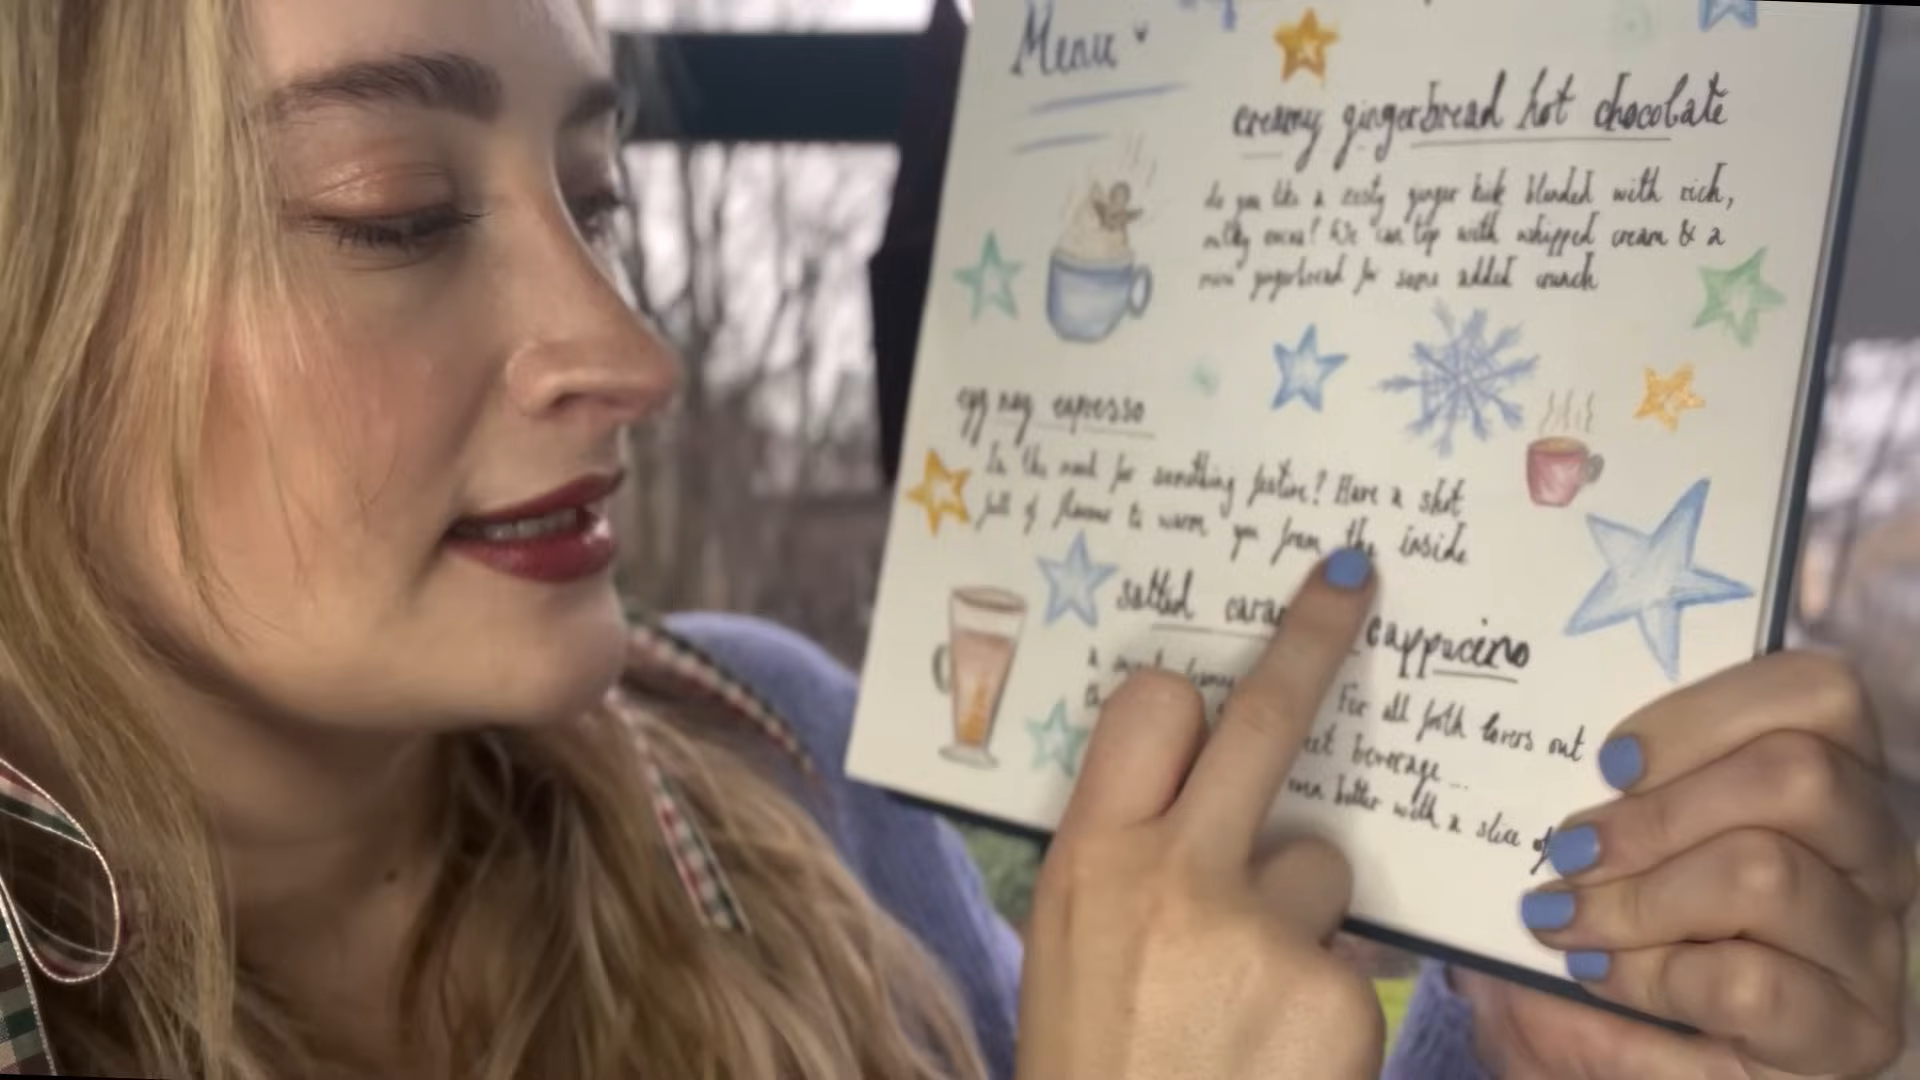 Menu
creamy gingerbread hot chocolate
do you like a zesty ginger kick blended with rich,
milky cocoa? We can top with whipped cream & a
mini gingerbread for some added crunch
egg nog espresso
In the mood for something festive? Have a shot
full of flavour to warm you from the inside
salted cappucino
a For all froth lovers out
beverage...
even better with a slice of